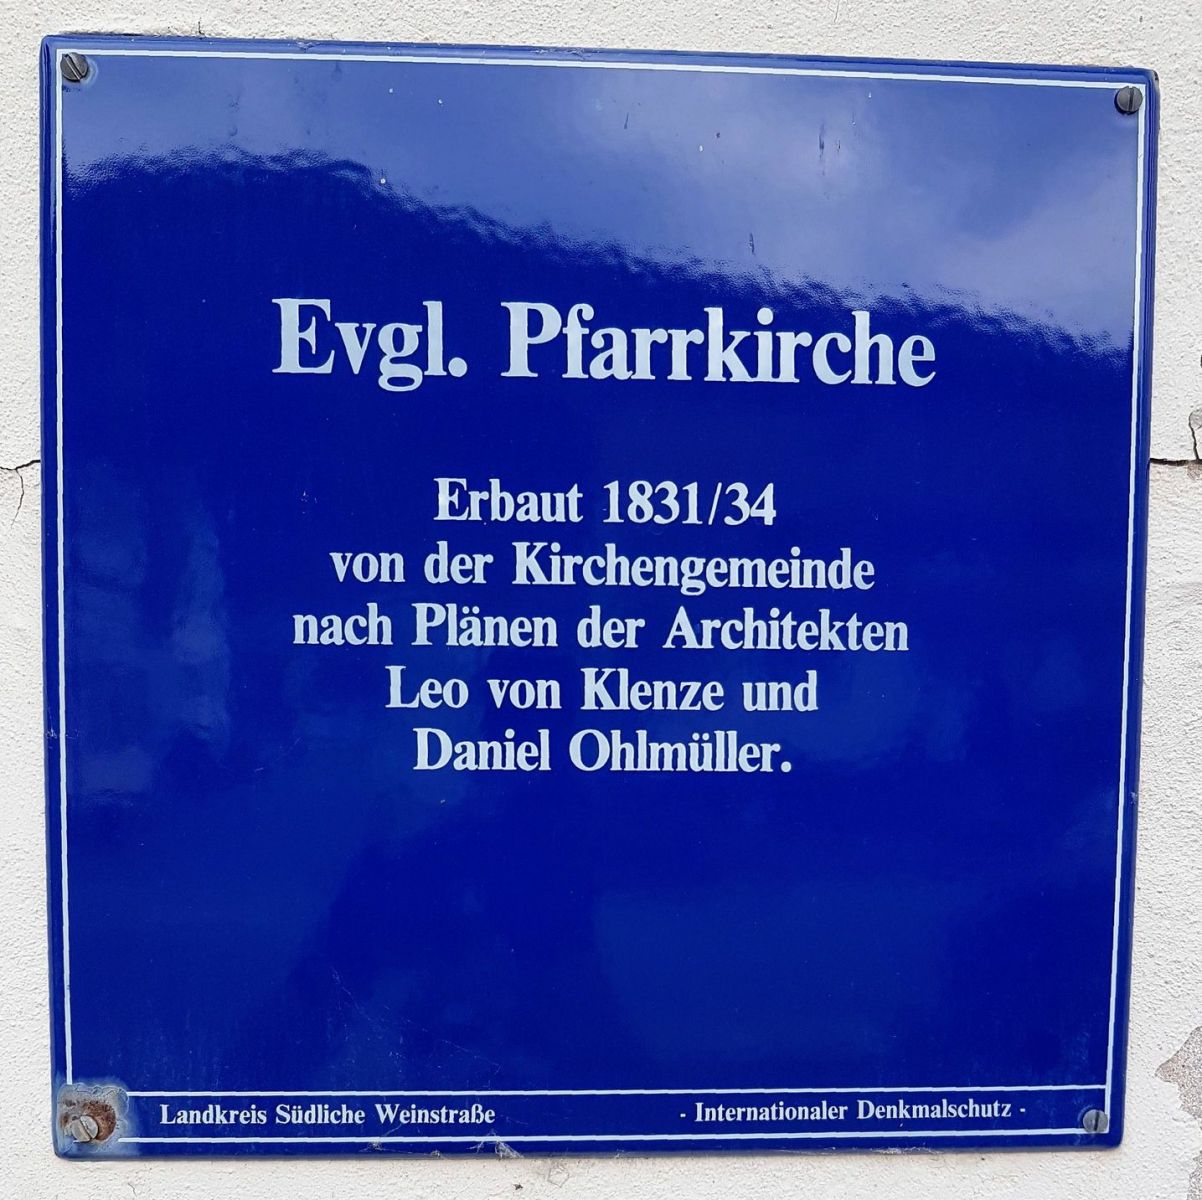 Evgl. Pfarrkirche
Erbaut 1831/34
von der Kirchengemeinde
nach Plänen der Architekten
Leo von Klenze und
Daniel Ohlmüller.
Landkreis Südliche Weinstraße
- Internationaler Denkmalschutz -